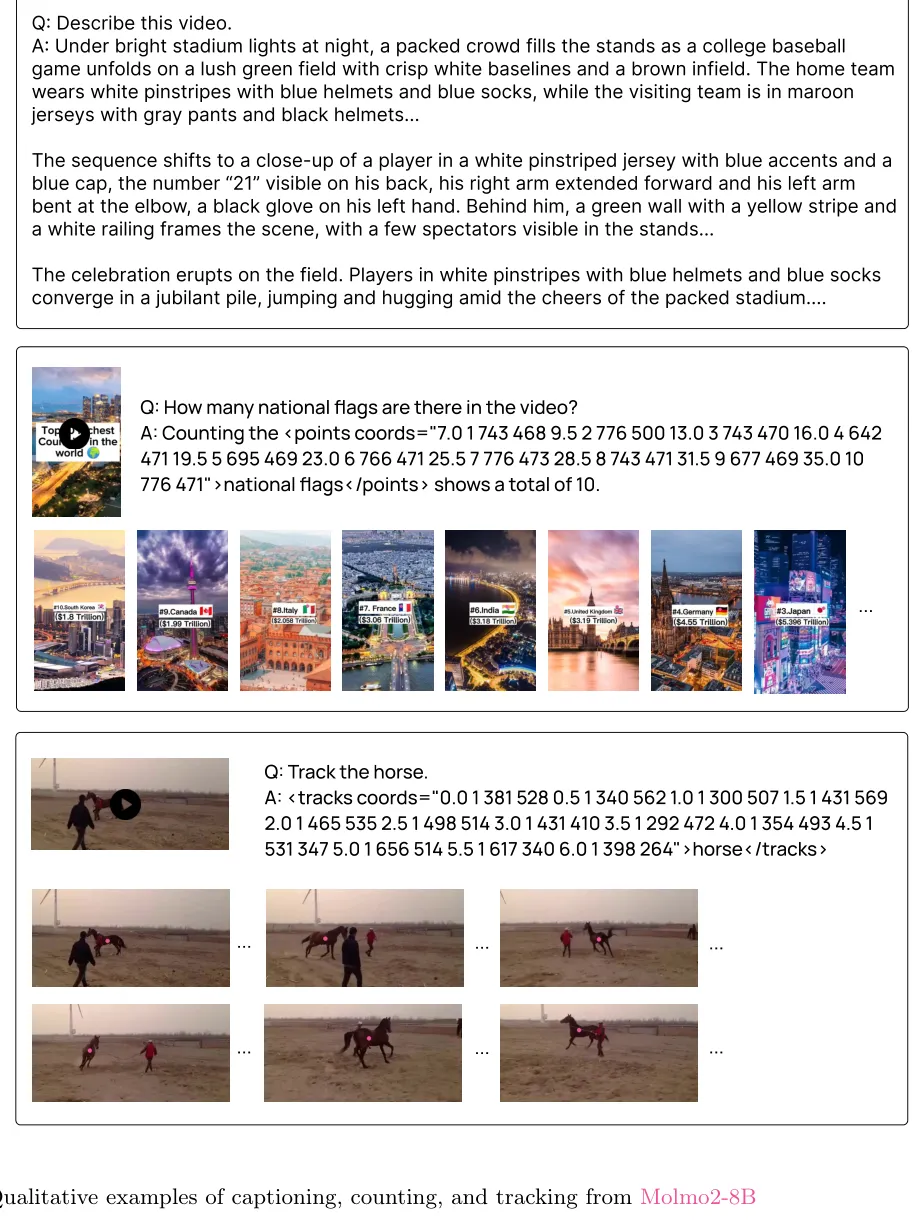 Q: Describe this video.
A: Under bright stadium lights at night, a packed crowd fills the stands as a college baseball
game unfolds on a lush green field with crisp white baselines and a brown infield. The home team
wears white pinstripes with blue helmets and blue socks, while the visiting team is in maroon
jerseys with gray pants and black helmets...
The sequence shifts to a close-up of a player in a white pinstriped jersey with blue accents and a
blue cap, the number “21” visible on his back, his right arm extended forward and his left arm
bent at the elbow, a black glove on his left hand. Behind him, a green wall with a yellow stripe and
a white railing frames the scene, with a few spectators visible in the stands...
The celebration erupts on the field. Players in white pinstripes with blue helmets and blue socks
converge in a jubilant pile, jumping and hugging amid the cheers of the packed stadium....
Q: How many national flags are there in the video?
A: Counting the <points coords="7.0 1 743 468 9.5 2 776 500 13.0 3 743 470 16.0 4 642
471 19.5 5 695 469 23.0 6 766 471 25.5 7 776 473 28.5 8 743 471 31.5 9 677 469 35.0 10
776 471">national flags</points> shows a total of 10.
in the
world
#10.South Korea
($1.8 Trillion)
#9.Canada
($1.99 Trillion)
#8.Italy
($2.058 Trillion)
#7. France
($3.06 Trillion)
#6.India
($3.18 Trillion)
#5.United Kingdom
($3.19 Trillion)
#4.Germany
($4.55 Trillion)
#3.Japan
($5.396 Trillion)
...
Q: Track the horse.
A: <tracks coords="0.0 1 381 528 0.5 1 340 562 1.0 1 300 507 1.5 1 431 569
2.0 1 465 535 2.5 1 498 514 3.0 1 431 410 3.5 1 292 472 4.0 1 354 493 4.5 1
531 347 5.0 1 656 514 5.5 1 617 340 6.0 1 398 264">horse</tracks>
... ... ...
... ... ...
Qualitative examples of captioning, counting, and tracking from Molmo2-8B